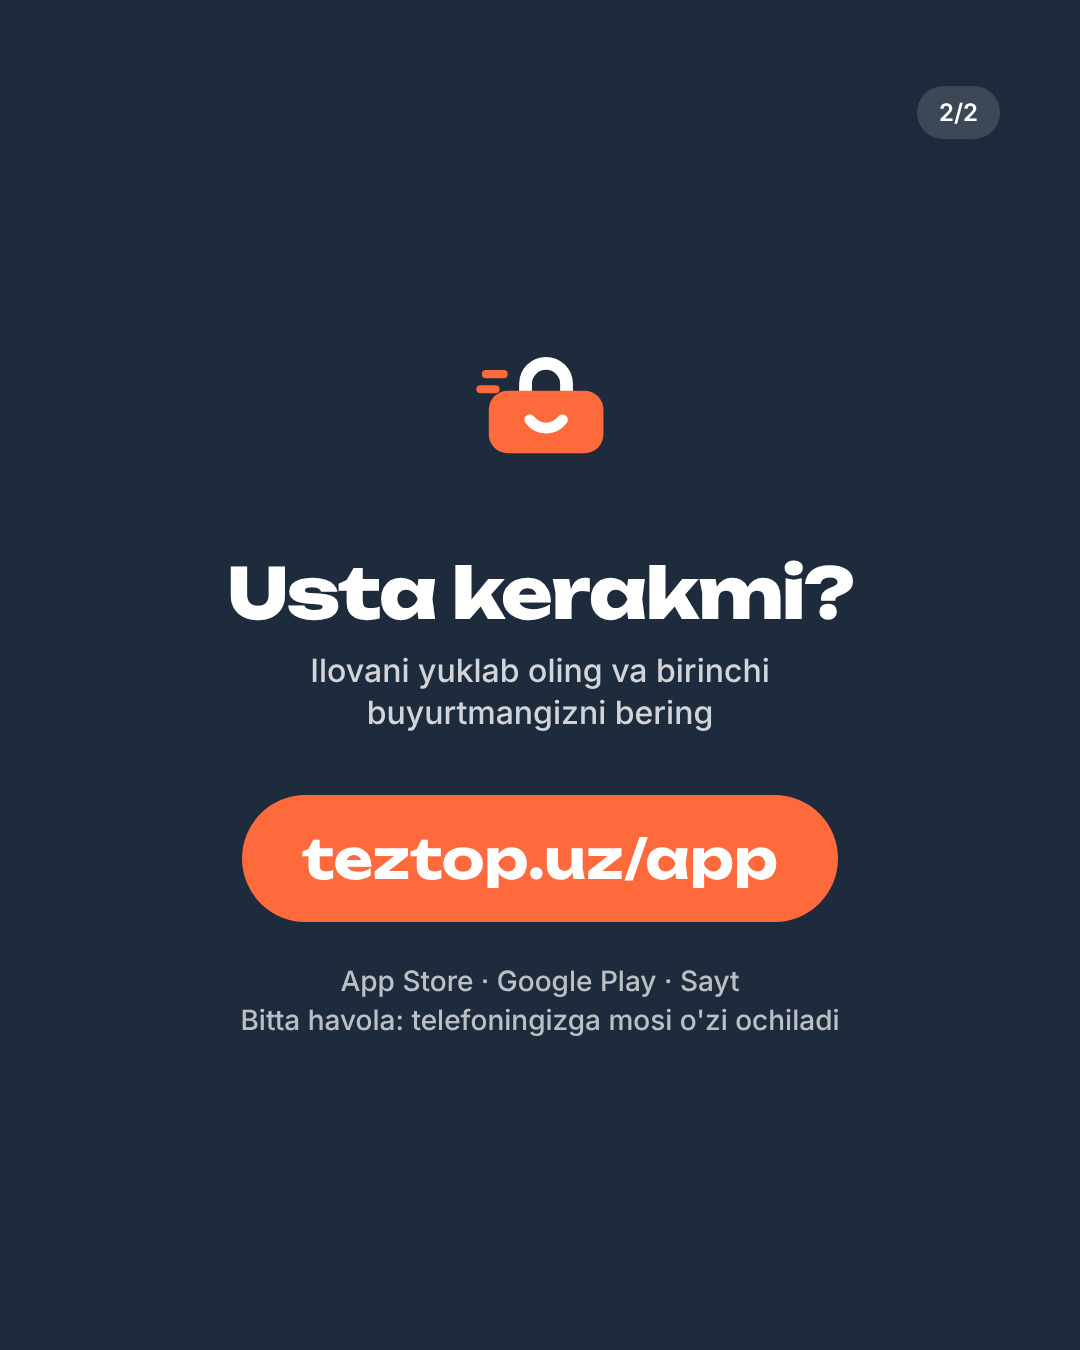 2/2
Usta kerakmi?
Ilovani yuklab oling va birinchi
buyurtmangizni bering
teztop.uz/app
App Store · Google Play · Sayt
Bitta havola: telefoningizga mosi o'zi ochiladi